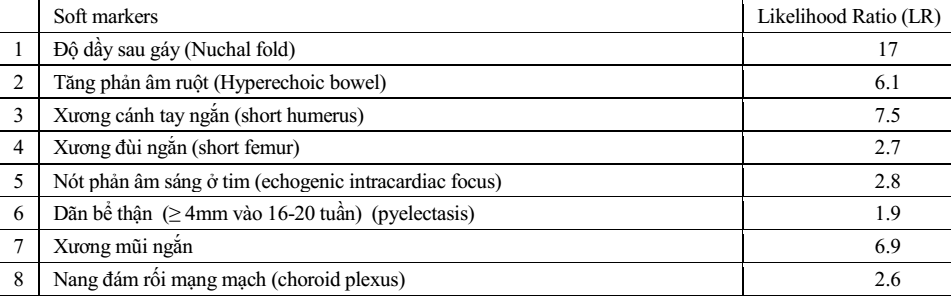 Soft markers Likelihood Ratio (LR)
1 Độ dầy sau gáy (Nuchal fold) 17
2 Tăng phản âm ruột (Hyperechoic bowel) 6.1
3 Xương cánh tay ngắn (short humerus) 7.5
4 Xương đùi ngắn (short femur) 2.7
5 Nót phản âm sáng ở tim (echogenic intracardiac focus) 2.8
6 Dãn bể thận (≥ 4mm vào 16-20 tuần) (pyelectasis) 1.9
7 Xương mũi ngắn 6.9
8 Nang đám rối mạng mạch (choroid plexus) 2.6